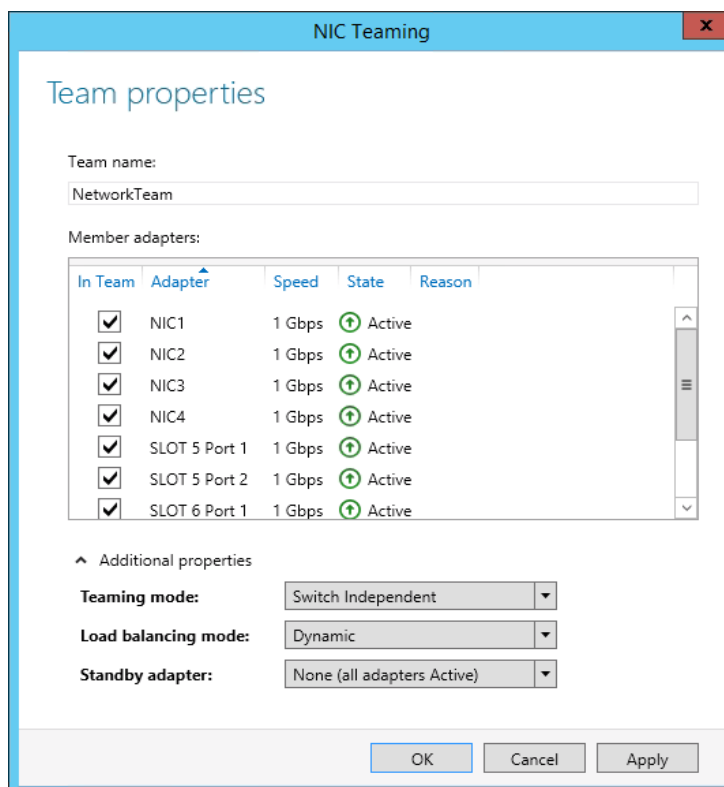 NIC Teaming
x
Team properties
Team name:
NetworkTeam
Member adapters:
In Team Adapter Speed State Reason
NIC1 1 Gbps Active
NIC2 1 Gbps Active
NIC3 1 Gbps Active
NIC4 1 Gbps Active
SLOT 5 Port 1 1 Gbps Active
SLOT 5 Port 2 1 Gbps Active
SLOT 6 Port 1 1 Gbps Active
Additional properties
Teaming mode: Switch Independent
Load balancing mode: Dynamic
Standby adapter: None (all adapters Active)
OK Cancel Apply